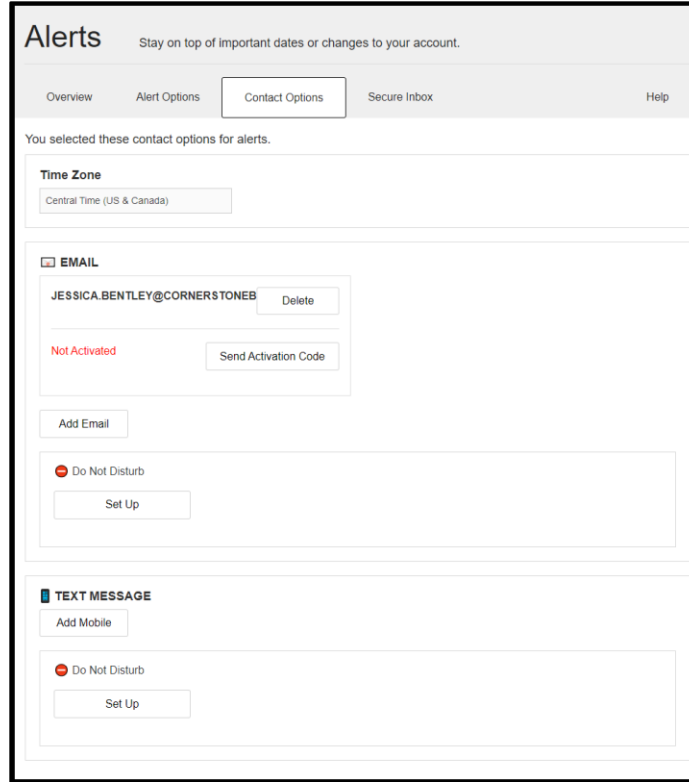 Alerts Stay on top of important dates or changes to your account.
Overview Alert Options Contact Options Secure Inbox Help
You selected these contact options for alerts.
Time Zone
Central Time (US & Canada)
EMAIL
JESSICA.BENTLEY@CORNERSTONEB Delete
Not Activated Send Activation Code
Add Email
Do Not Disturb
Set Up
TEXT MESSAGE
Add Mobile
Do Not Disturb
Set Up